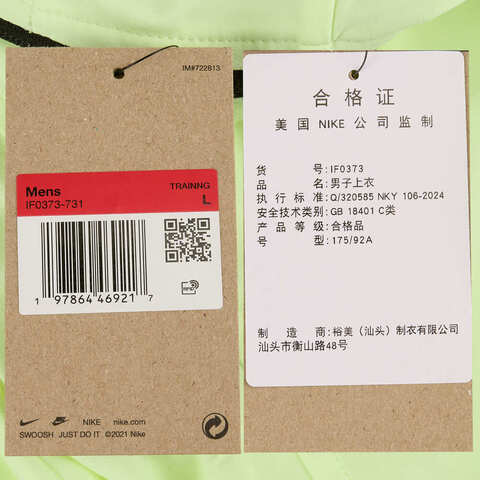 IM#722813
Mens TRAINNG
IF0373-731 L
1 97864 46921 7
RFID
NIKE nike.com
SWOOSH JUST DO IT ©2021 Nike
合格证
美国 NIKE 公司监制
货号:IF0373
品名:男子上衣
执行标准:Q/320585 NKY 106-2024
安全技术类别:GB 18401 C类
产品等级:合格品
号型:175/92A
制造商:裕美（汕头）制衣有限公司
汕头市衡山路48号